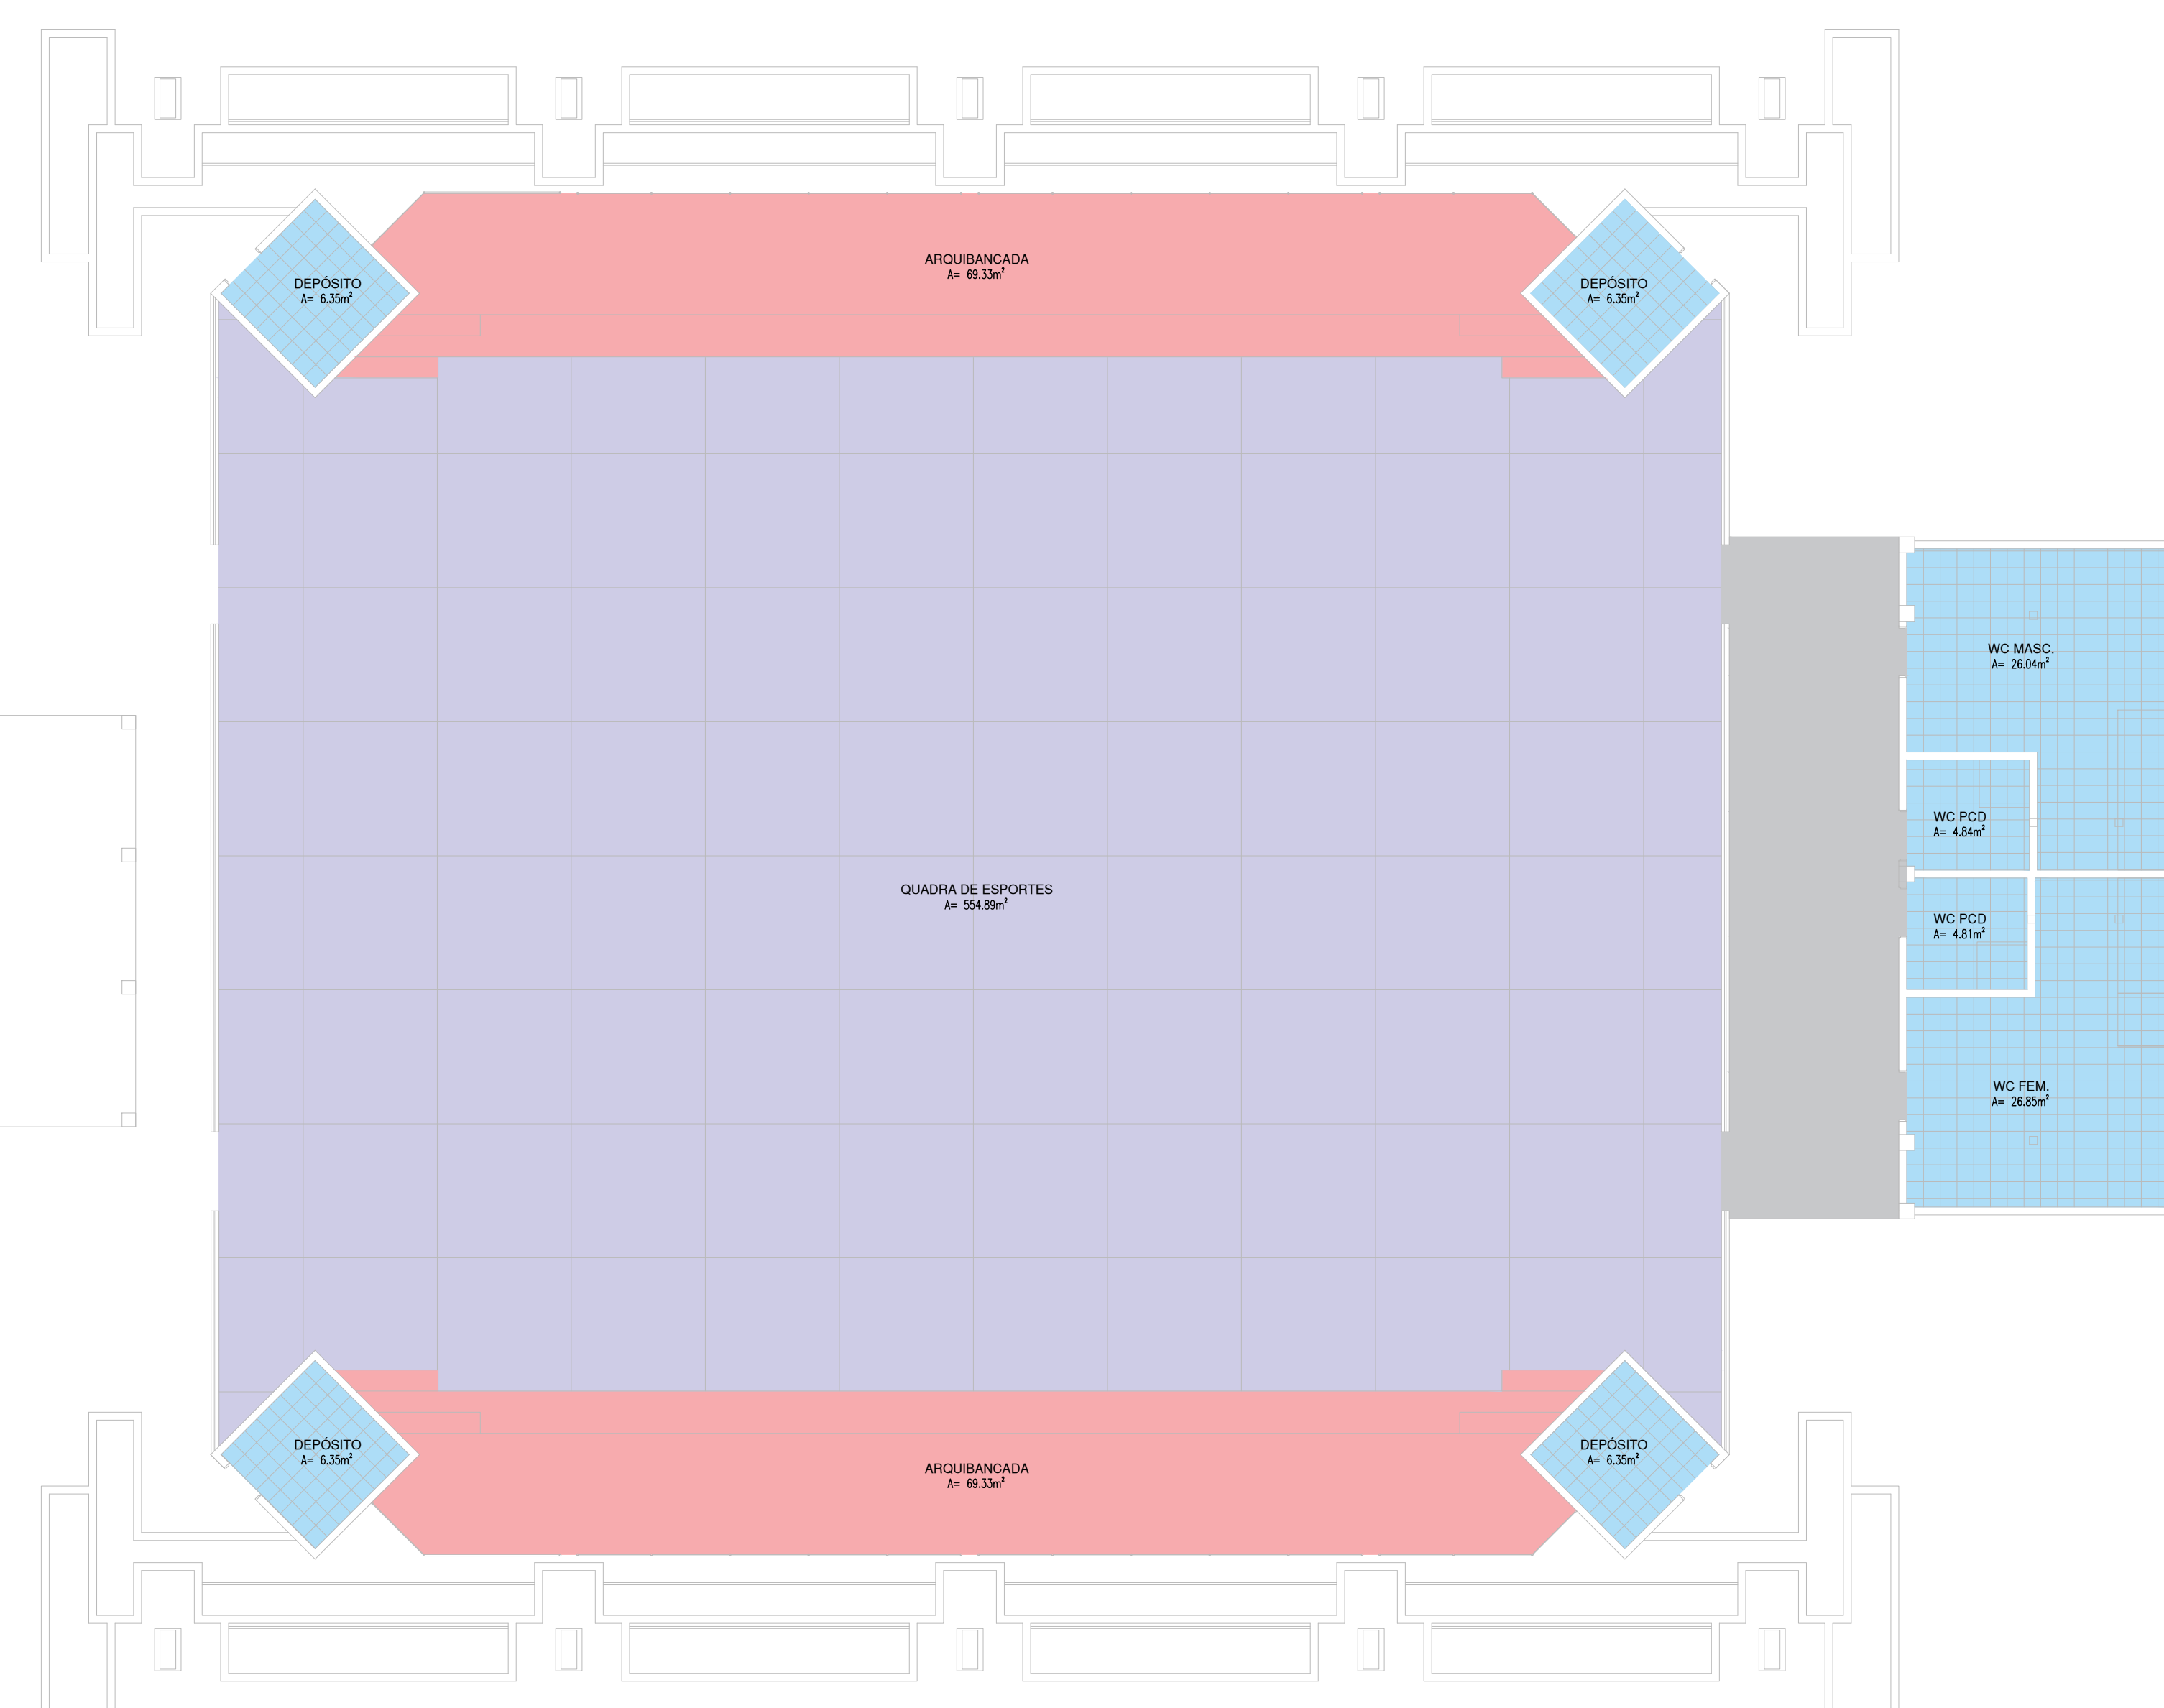 ARQUIBANCADA
A= 69.33m²
DEPÓSITO
A= 6.35m²
DEPÓSITO
A= 6.35m²
WC MASC.
A= 26.04m²
WC PCD
A= 4.84m²
QUADRA DE ESPORTES
A= 554.89m²
WC PCD
A= 4.81m²
WC FEM.
A= 26.85m²
DEPÓSITO
A= 6.35m²
ARQUIBANCADA
A= 69.33m²
DEPÓSITO
A= 6.35m²